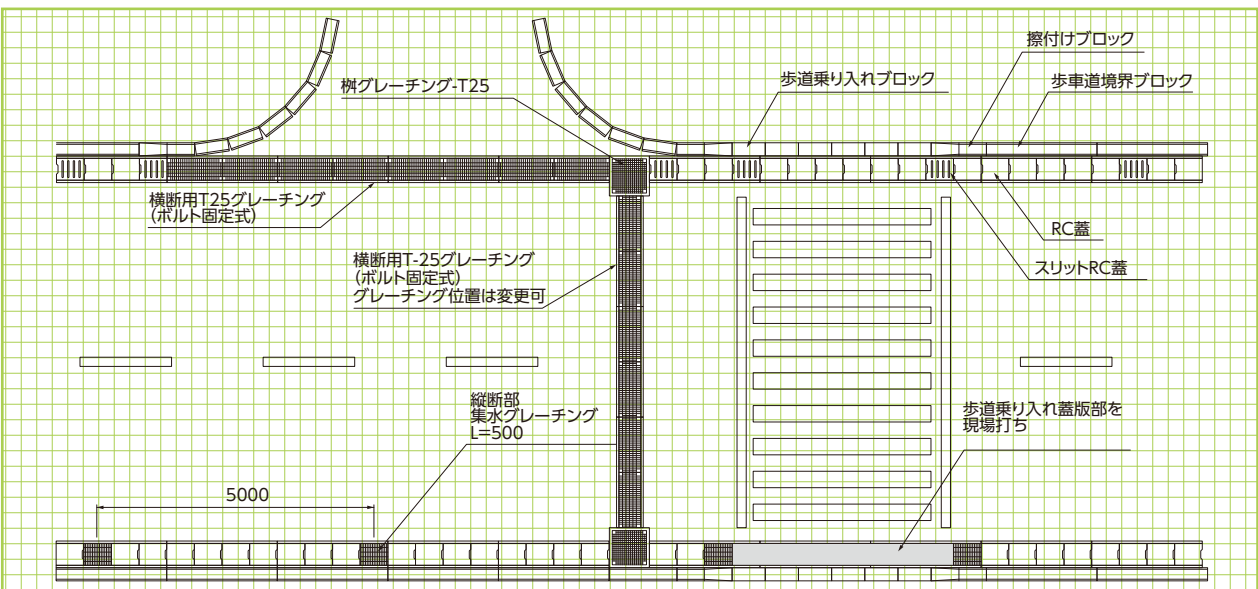 擦付けブロック
桝グレーチング-T25
歩道乗り入れブロック
歩車道境界ブロック
横断用T25グレーチング
(ボルト固定式)
RC蓋
横断用T-25グレーチング
(ボルト固定式)
グレーチング位置は変更可
スリットRC蓋
縦断部
集水グレーチング
L=500
歩道乗り入れ蓋版部を
現場打ち
5000